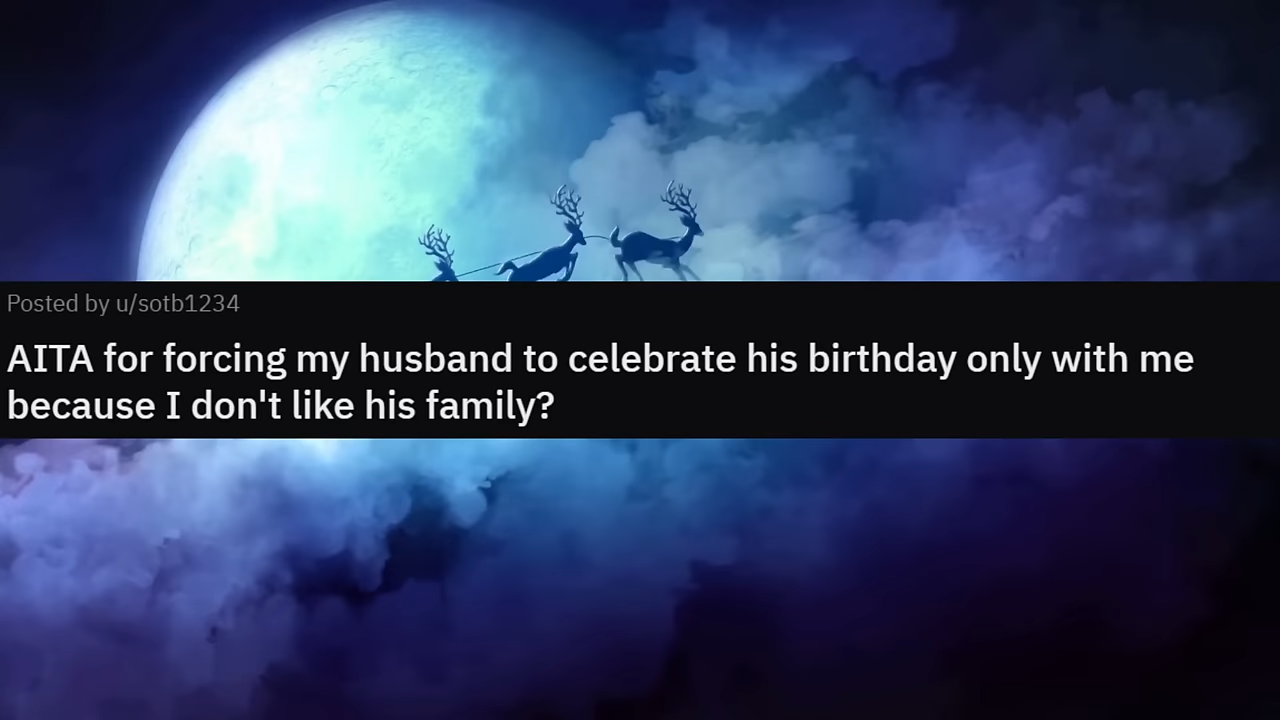 Posted by u/sotb1234
AITA for forcing my husband to celebrate his birthday only with me
because I don't like his family?